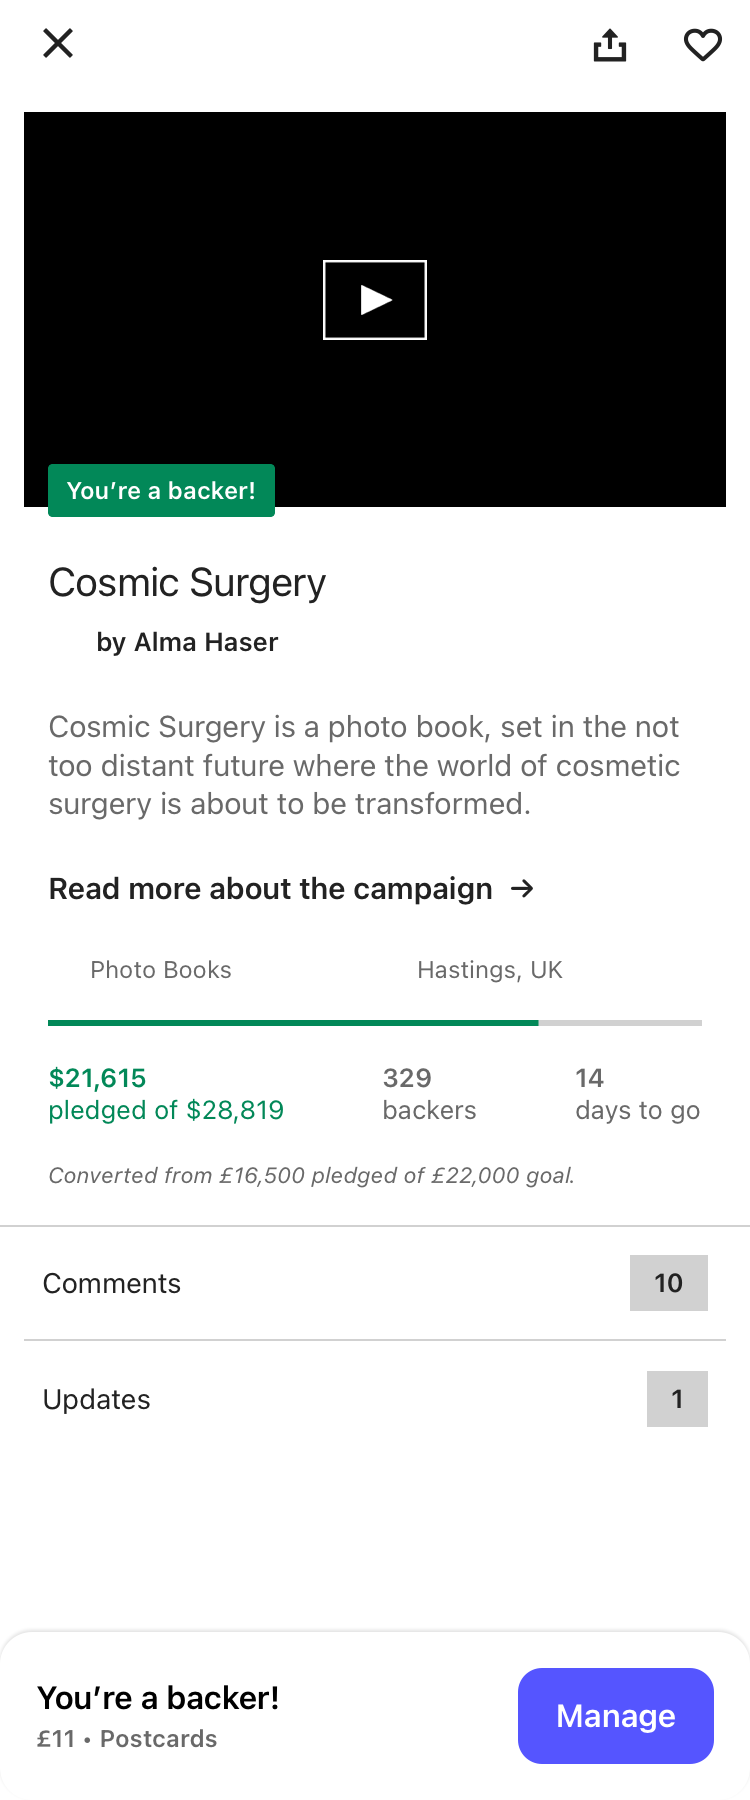 You're a backer!
Cosmic Surgery
by Alma Haser
Cosmic Surgery is a photo book, set in the not
too distant future where the world of cosmetic
surgery is about to be transformed.
Read more about the campaign →
Photo Books Hastings, UK
$21,615 329 14
pledged of $28,819 backers days to go
Converted from £16,500 pledged of £22,000 goal.
Comments 10
Updates 1
You're a backer!
£11 • Postcards
Manage